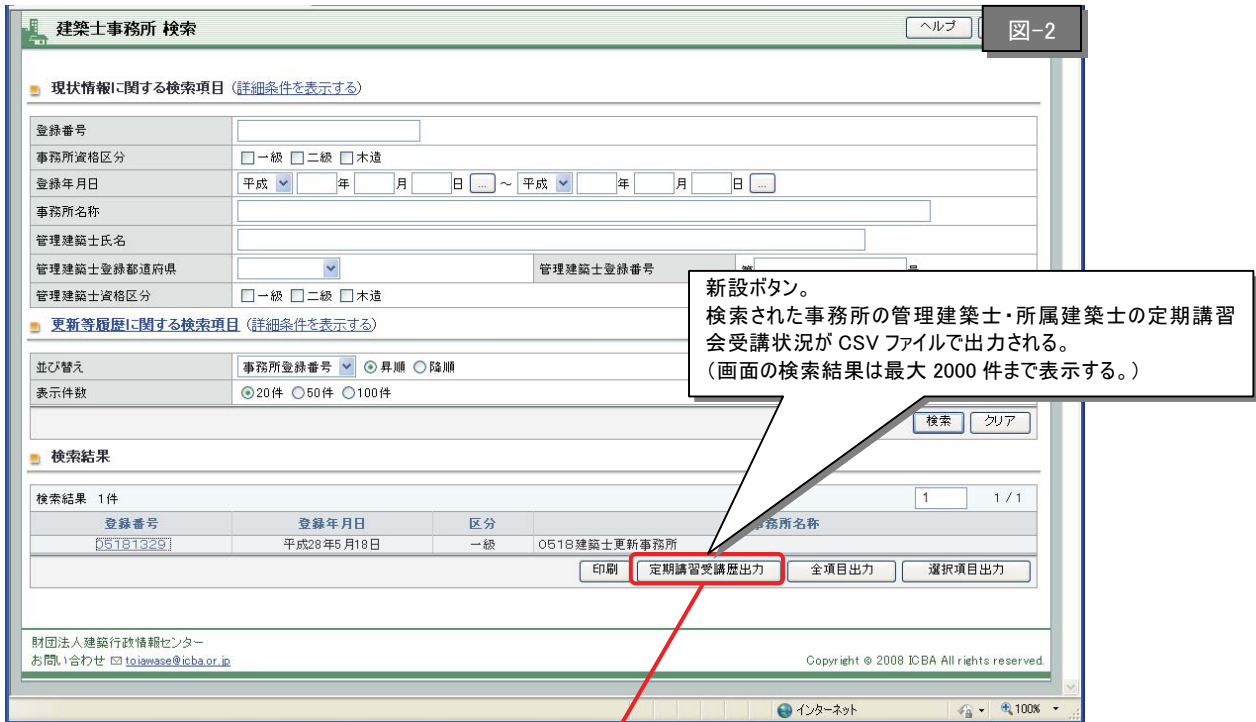 建築士事務所 検索
ヘルプ
図-2
現状情報に関する検索項目 (詳細条件を表示する)
登録番号
事務所資格区分 一級 二級 木造
登録年月日 平成 年 月 日 ... ～ 平成 年 月 日 ...
事務所名称
管理建築士氏名
管理建築士登録都道府県 管理建築士登録番号
管理建築士資格区分 一級 二級 木造
新設ボタン。
検索された事務所の管理建築士・所属建築士の定期講習
会受講状況が CSV ファイルで出力される。
（画面の検索結果は最大 2000 件まで表示する。）
更新等履歴に関する検索項目 (詳細条件を表示する)
並び替え 事務所登録番号 昇順 降順
表示件数 20件 50件 100件
検索 クリア
検索結果
検索結果 1件 1 1 / 1
登録番号 登録年月日 区分 事務所名称
05181329 平成28年5月18日 一級 0518建築士更新事務所
印刷 定期講習受講歴出力 全項目出力 選択項目出力
財団法人建築行政情報センター
お問い合わせ toiawase@icba.or.jp
Copyright © 2008 ICBA All rights reserved.
インターネット 100%